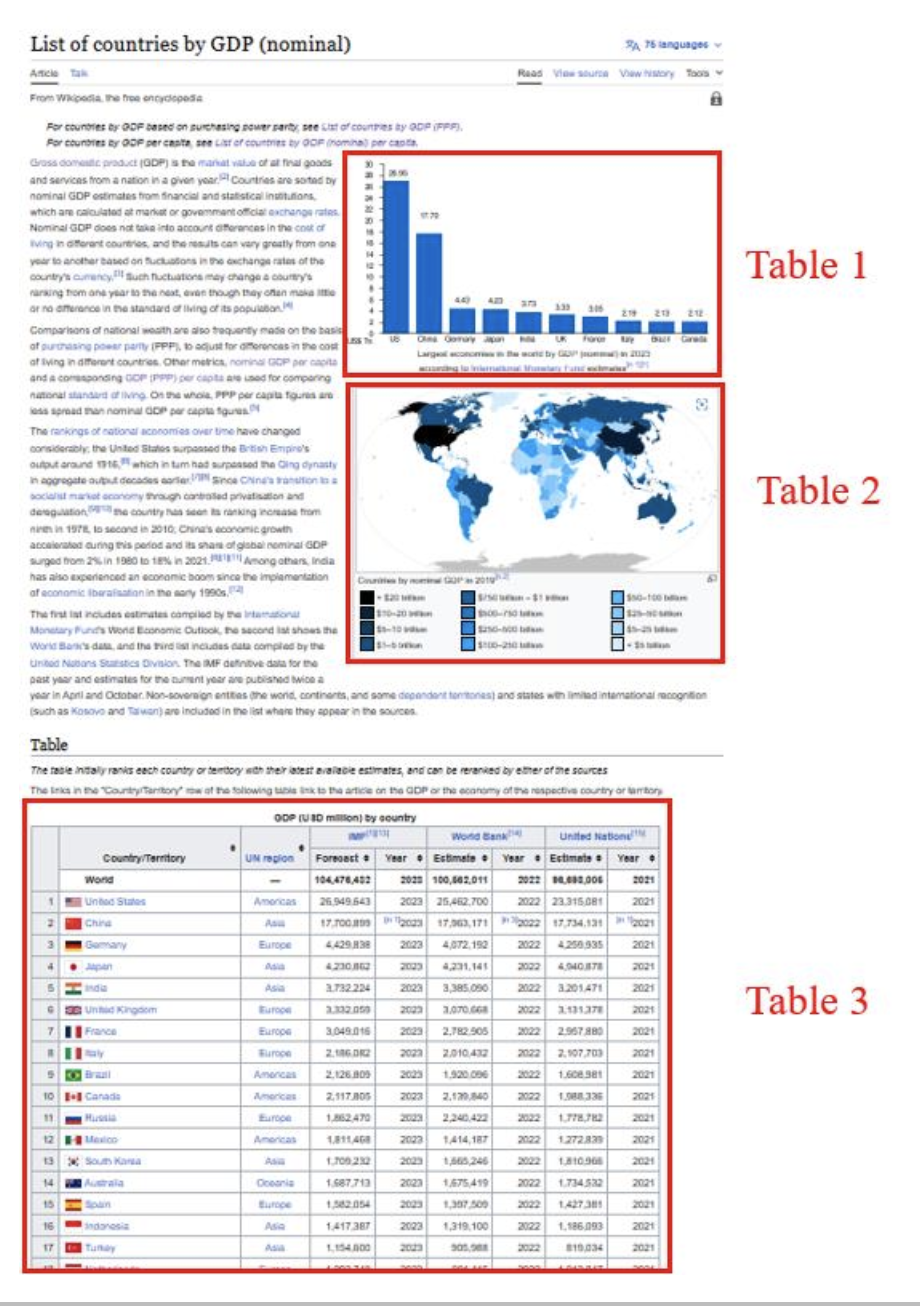 List of countries by GDP (nominal)
75 languages
Article Talk
Read View source View history Tools
From Wikipedia, the free encyclopedia
For countries by GDP based on purchasing power parity, see List of countries by GDP (PPP).
For countries by GDP per capita, see List of countries by GDP (nominal) per capita.
Gross domestic product (GDP) is the market value of all final goods
and services from a nation in a given year.[2] Countries are sorted by
nominal GDP estimates from financial and statistical institutions,
which are calculated at market or government official exchange rates.
Nominal GDP does not take into account differences in the cost of
living in different countries, and the results can vary greatly from one
year to another based on fluctuations in the exchange rates of the
country's currency.[3] Such fluctuations may change a country's
ranking from one year to the next, even though they often make little
or no difference in the standard of living of its population.[4]
Comparisons of national wealth are also frequently made on the basis
of purchasing power parity (PPP), to adjust for differences in the cost
of living in different countries. Other metrics, nominal GDP per capita
and a corresponding GDP (PPP) per capita are used for comparing
national standard of living. On the whole, PPP per capita figures are
less spread than nominal GDP per capita figures.[5]
The rankings of national economies over time have changed
considerably; the United States surpassed the British Empire's
output around 1916,[6] which in turn had surpassed the Qing dynasty
in aggregate output decades earlier.[7][8] Since China's transition to a
socialist market economy through controlled privatisation and
deregulation,[9][10] the country has seen its ranking increase from
ninth in 1978, to second in 2010; China's economic growth
accelerated during this period and its share of global nominal GDP
surged from 2% in 1980 to 18% in 2021.[8][1][11] Among others, India
has also experienced an economic boom since the implementation
of economic liberalisation in the early 1990s.[12]
The first list includes estimates compiled by the International
Monetary Fund's World Economic Outlook, the second list shows the
World Bank's data, and the third list includes data compiled by the
United Nations Statistics Division. The IMF definitive data for the
past year and estimates for the current year are published twice a
year in April and October. Non-sovereign entities (the world, continents, and some dependent territories) and states with limited international recognition
(such as Kosovo and Taiwan) are included in the list where they appear in the sources.
30
28
26
24
22
20
18
16
14
12
10
8
6
4
2
0
US$ Tn.
26.95 17.70 4.43 4.23 3.73 3.33 3.05 2.19 2.13 2.12
US China Germany Japan India UK France Italy Brazil Canada
Largest economies in the world by GDP (nominal) in 2023
according to International Monetary Fund estimates
Table 1
Countries by nominal GDP in 2019
> $20 trillion $750 billion – $1 trillion $50–100 billion
$10–20 trillion $500–750 billion $25–50 billion
$5–10 trillion $250–500 billion $5–25 billion
$1–5 trillion $100–250 billion < $5 billion
Table 2
Table
The table initially ranks each country or territory with their latest available estimates, and can be reranked by either of the sources
The links in the "Country/Territory" row of the following table link to the article on the GDP or the economy of the respective country or territory.
GDP (USD million) by country
IMF[1][13] World Bank[14] United Nations[15]
Country/Territory UN region Forecast Year Estimate Year Estimate Year
World — 104,476,432 2023 100,562,011 2022 96,698,005 2021
1 United States Americas 26,949,643 2023 25,462,700 2022 23,315,081 2021
2 China Asia 17,700,899 [n 1]2023 17,963,171 [n 3]2022 17,734,131 [n 1]2021
3 Germany Europe 4,429,838 2023 4,072,192 2022 4,259,935 2021
4 Japan Asia 4,230,862 2023 4,231,141 2022 4,940,878 2021
5 India Asia 3,732,224 2023 3,385,090 2022 3,201,471 2021
6 United Kingdom Europe 3,332,059 2023 3,070,668 2022 3,131,378 2021
7 France Europe 3,049,016 2023 2,782,905 2022 2,957,880 2021
8 Italy Europe 2,186,082 2023 2,010,432 2022 2,107,703 2021
9 Brazil Americas 2,126,809 2023 1,920,096 2022 1,608,981 2021
10 Canada Americas 2,117,805 2023 2,139,840 2022 1,988,336 2021
11 Russia Europe 1,862,470 2023 2,240,422 2022 1,778,782 2021
12 Mexico Americas 1,811,468 2023 1,414,187 2022 1,272,839 2021
13 South Korea Asia 1,709,232 2023 1,665,246 2022 1,810,966 2021
14 Australia Oceania 1,687,713 2023 1,675,419 2022 1,734,532 2021
15 Spain Europe 1,582,054 2023 1,397,509 2022 1,427,381 2021
16 Indonesia Asia 1,417,387 2023 1,319,100 2022 1,186,093 2021
17 Turkey Asia 1,154,600 2023 905,988 2022 819,034 2021
Table 3